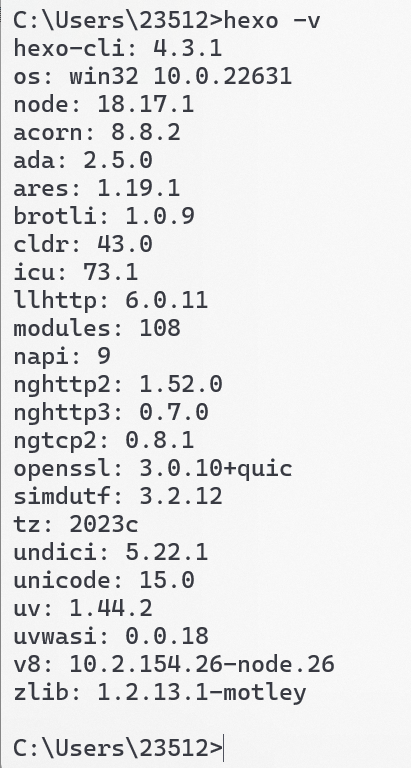 C:\Users\23512>hexo -v
hexo-cli: 4.3.1
os: win32 10.0.22631
node: 18.17.1
acorn: 8.8.2
ada: 2.5.0
ares: 1.19.1
brotli: 1.0.9
cldr: 43.0
icu: 73.1
llhttp: 6.0.11
modules: 108
napi: 9
nghttp2: 1.52.0
nghttp3: 0.7.0
ngtcp2: 0.8.1
openssl: 3.0.10+quic
simdutf: 3.2.12
tz: 2023c
undici: 5.22.1
unicode: 15.0
uv: 1.44.2
uvwasi: 0.0.18
v8: 10.2.154.26-node.26
zlib: 1.2.13.1-motley
C:\Users\23512>